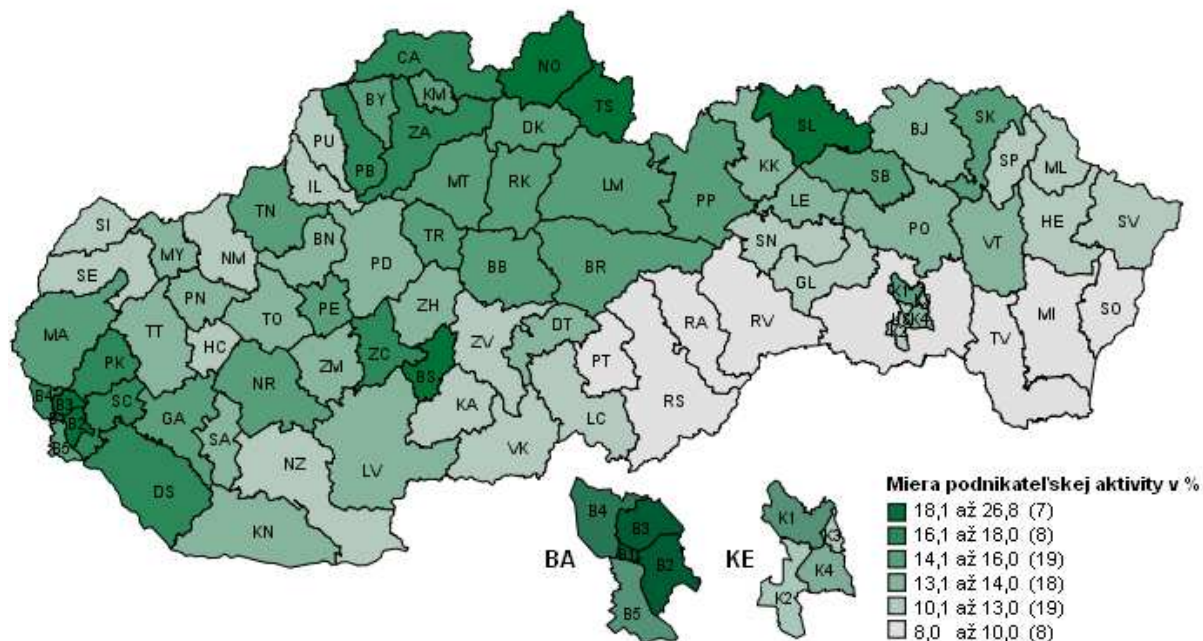 CA
NO
BY
KM
TS
SL
PU
ZA
DK
BJ
SK
PB
KK
SP
ML
IL
MT
RK
LM
SB
PP
LE
TN
HE
SV
SI
BN
TR
PO
MY
NM
PD
SN
VT
SE
BB
BR
GL
PN
ZH
PE
TO
K1
MA
TT
DT
RA
RV
K4
MI
SO
HC
ZV
ZC
ZM
PT
TV
PK
BS
NR
B4
B3
SC
KA
RS
B2
GA
LC
SA
B5
VK
NZ
LV
DS
KN
Miera podnikateľskej aktivity v %
18,1 až 26,8 (7)
16,1 až 18,0 (8)
14,1 až 16,0 (19)
13,1 až 14,0 (18)
10,1 až 13,0 (19)
8,0 až 10,0 (8)
BA
B4
B3
B1
B2
B5
KE
K1
K3
K4
K2